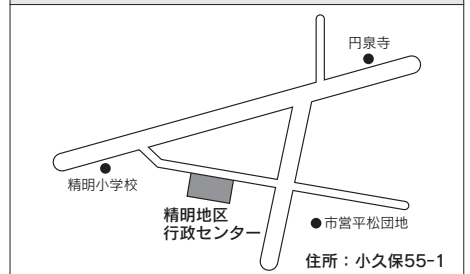 円泉寺
精明小学校
精明地区
行政センター
市営平松団地
住所：小久保55-1